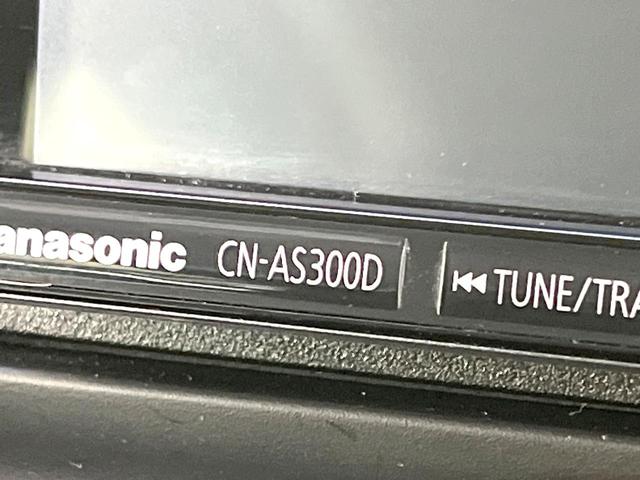 anasonic CN-AS300D ⏮ TUNE/TRA